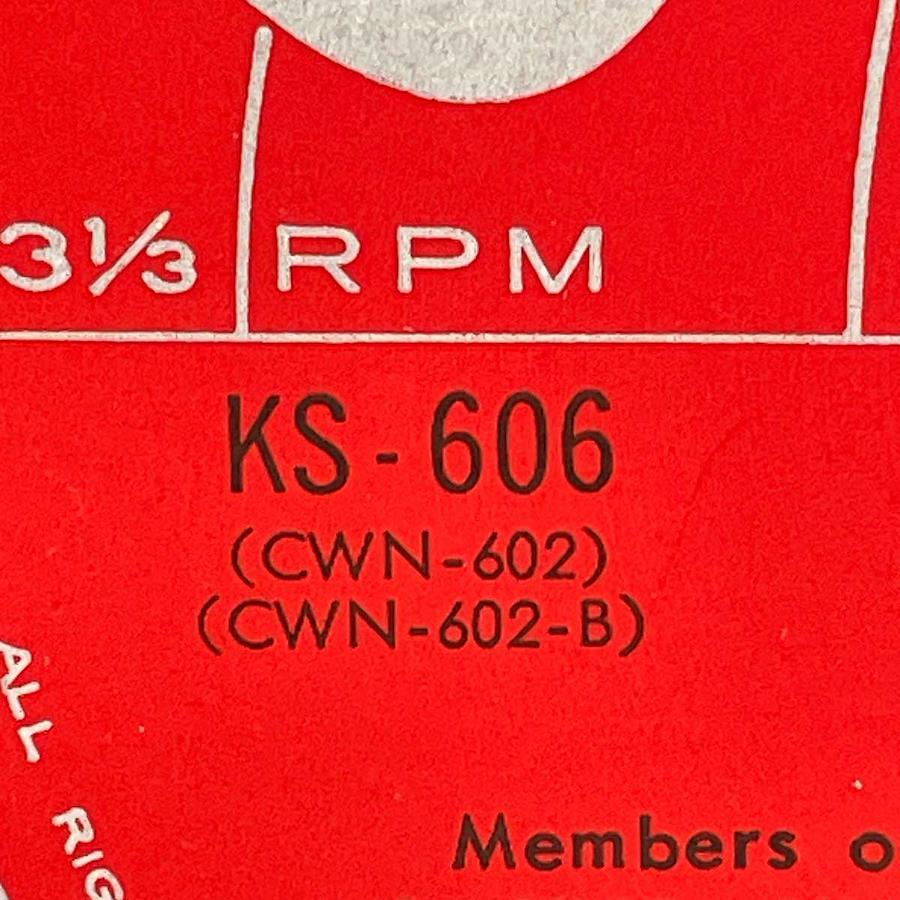 3⅓ RPM
KS-606
(CWN-602)
(CWN-602-B)
ALL RIG
Members o